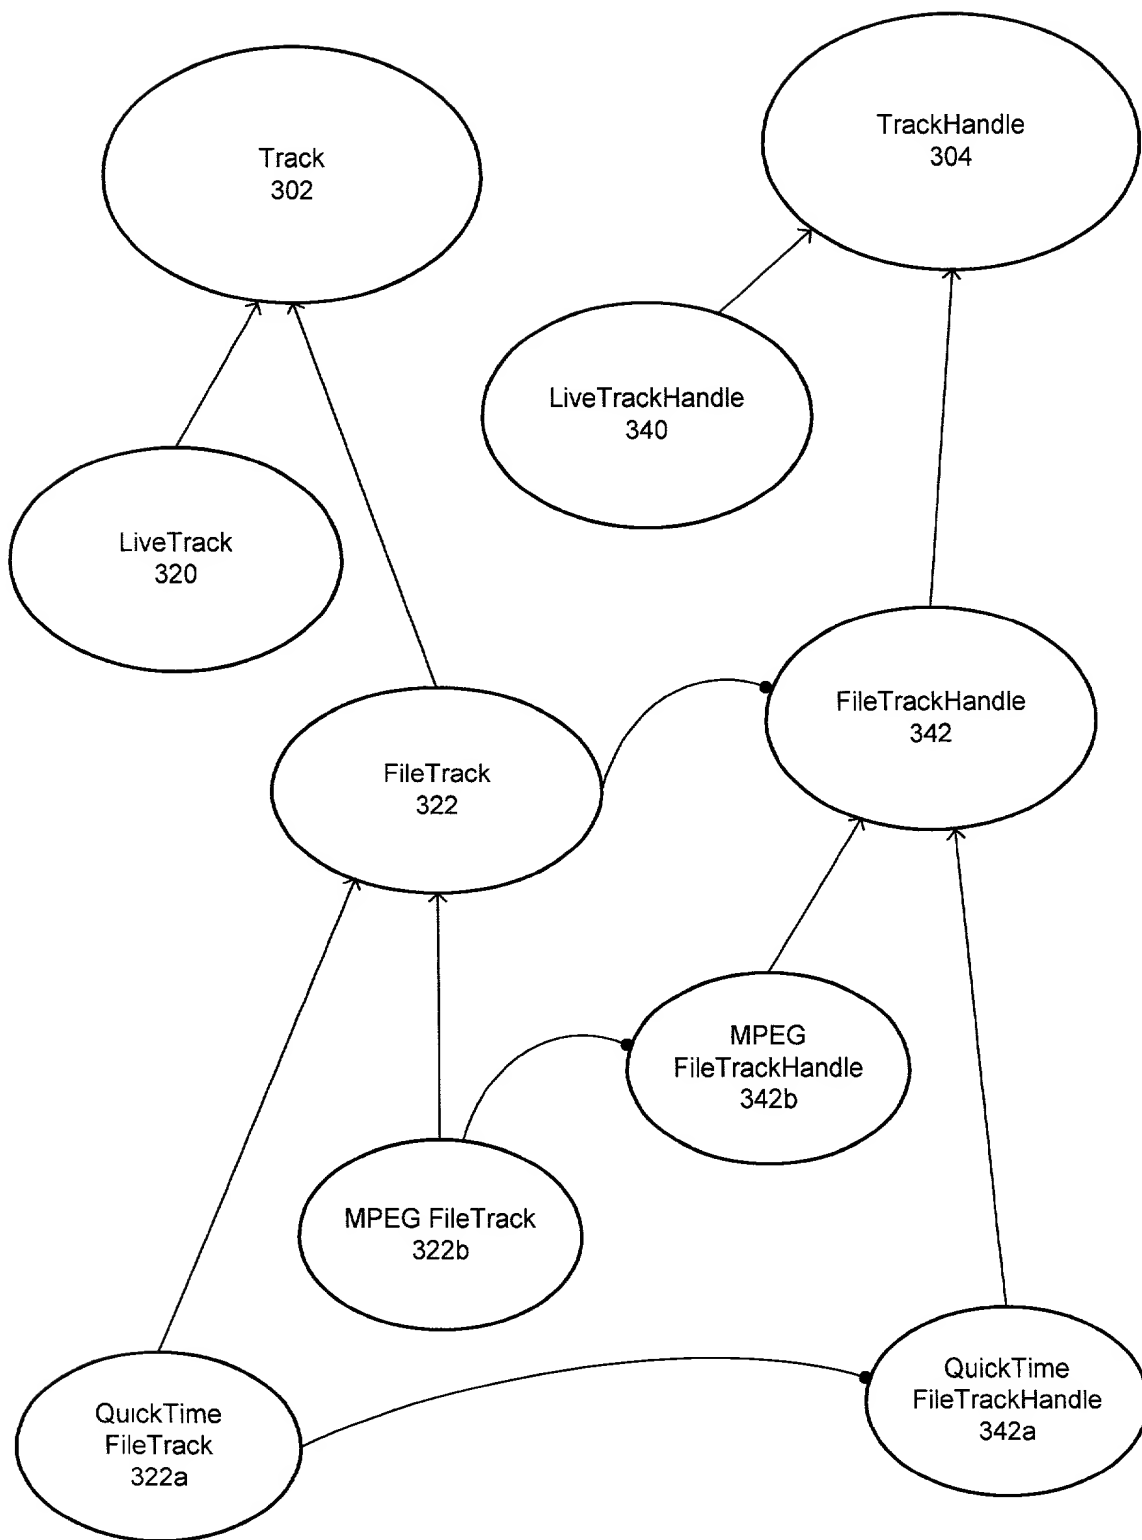 TrackHandle
304
Track
302
LiveTrackHandle
340
LiveTrack
320
FileTrackHandle
342
FileTrack
322
MPEG
FileTrackHandle
342b
MPEG FileTrack
322b
QuickTime
FileTrackHandle
342a
QuickTime
FileTrack
322a